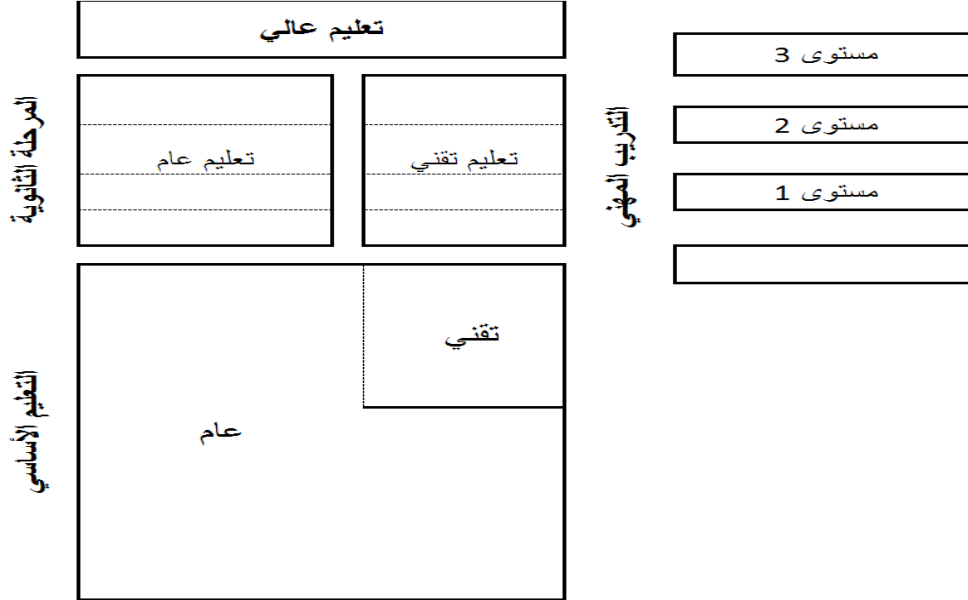 تعليم عالي
مستوى 3
المرحلة الثانوية
تعليم عام
تعليم تقني
التدريب المهني
مستوى 2
مستوى 1
التعليم الأساسي
تقني
عام